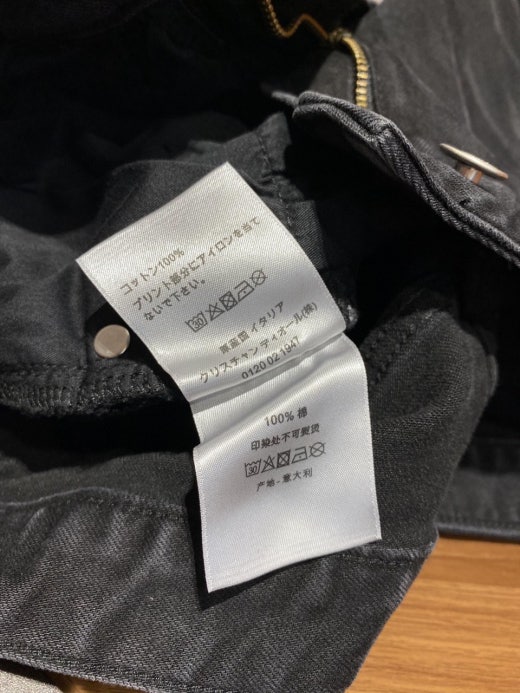 コットン100%
プリント部分にアイロンを当て
ないで下さい。
30
原産国 イタリア
クリスチャン ディオール(株)
0120 02 1947
100% 棉
印染处不可熨烫
30
产地-意大利